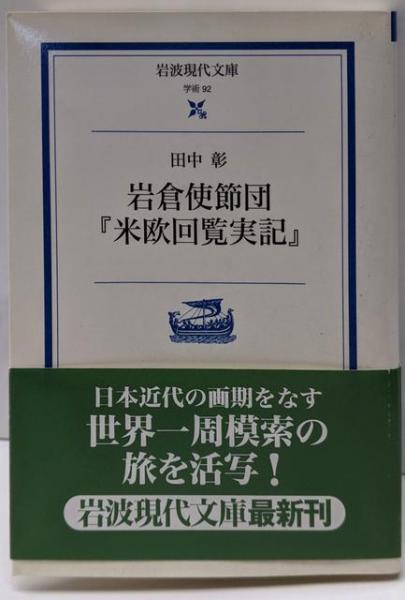 岩波現代文庫
学術 92
田中 彰
岩倉使節団
『米欧回覧実記』
日本近代の画期をなす
世界一周模索の
旅を活写！
岩波現代文庫最新刊